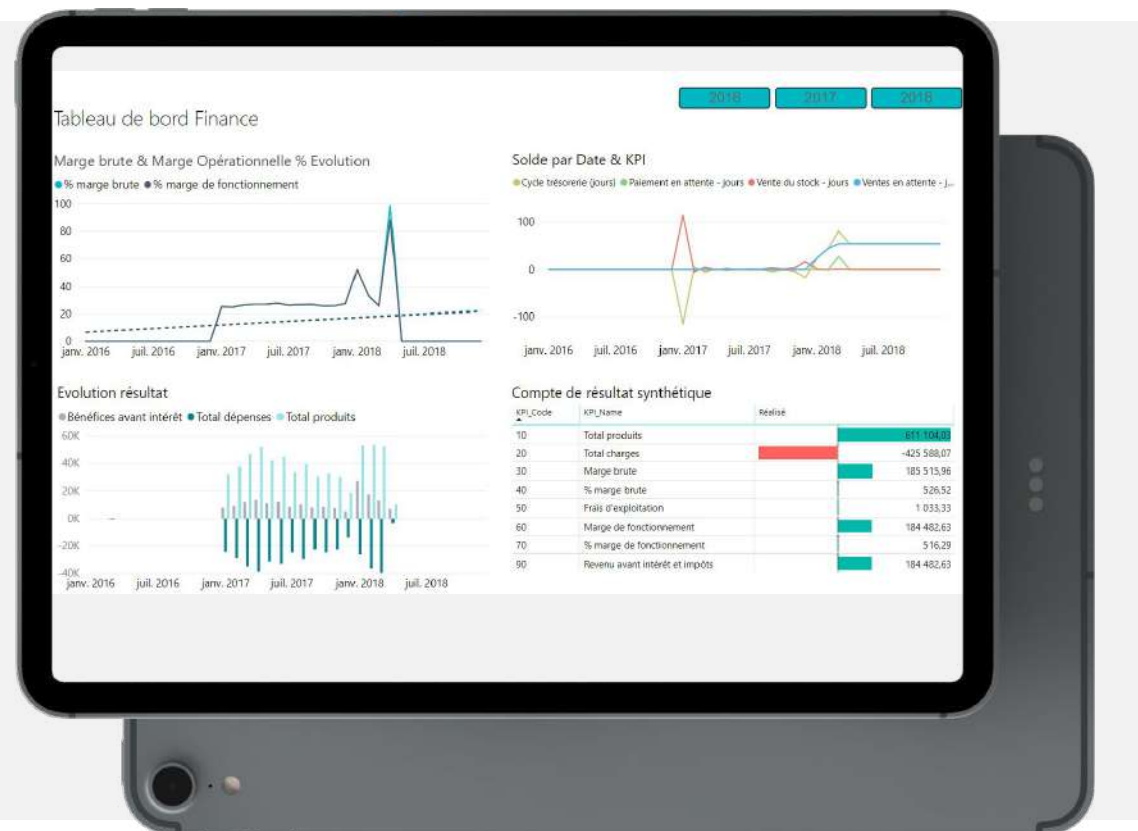 2016 2017 2018
Tableau de bord Finance
Marge brute & Marge Opérationnelle % Evolution
% marge brute % marge de fonctionnement
100
80
60
40
20
0
janv. 2016 juil. 2016 janv. 2017 juil. 2017 janv. 2018 juil. 2018
Solde par Date & KPI
Cycle trésorerie (jours) Paiement en attente - jours Vente du stock - jours Ventes en attente - j...
100
0
-100
janv. 2016 juil. 2016 janv. 2017 juil. 2017 janv. 2018 juil. 2018
Evolution résultat
Bénéfices avant intérêt Total dépenses Total produits
60K
40K
20K
0K
-20K
-40K
janv. 2016 juil. 2016 janv. 2017 juil. 2017 janv. 2018 juil. 2018
Compte de résultat synthétique
KPI_Code KPI_Name Réalisé
10 Total produits 611 104,03
20 Total charges -425 588,07
30 Marge brute 185 515,96
40 % marge brute 526,52
50 Frais d'exploitation 1 033,33
60 Marge de fonctionnement 184 482,63
70 % marge de fonctionnement 516,29
90 Revenu avant intérêt et impôts 184 482,63